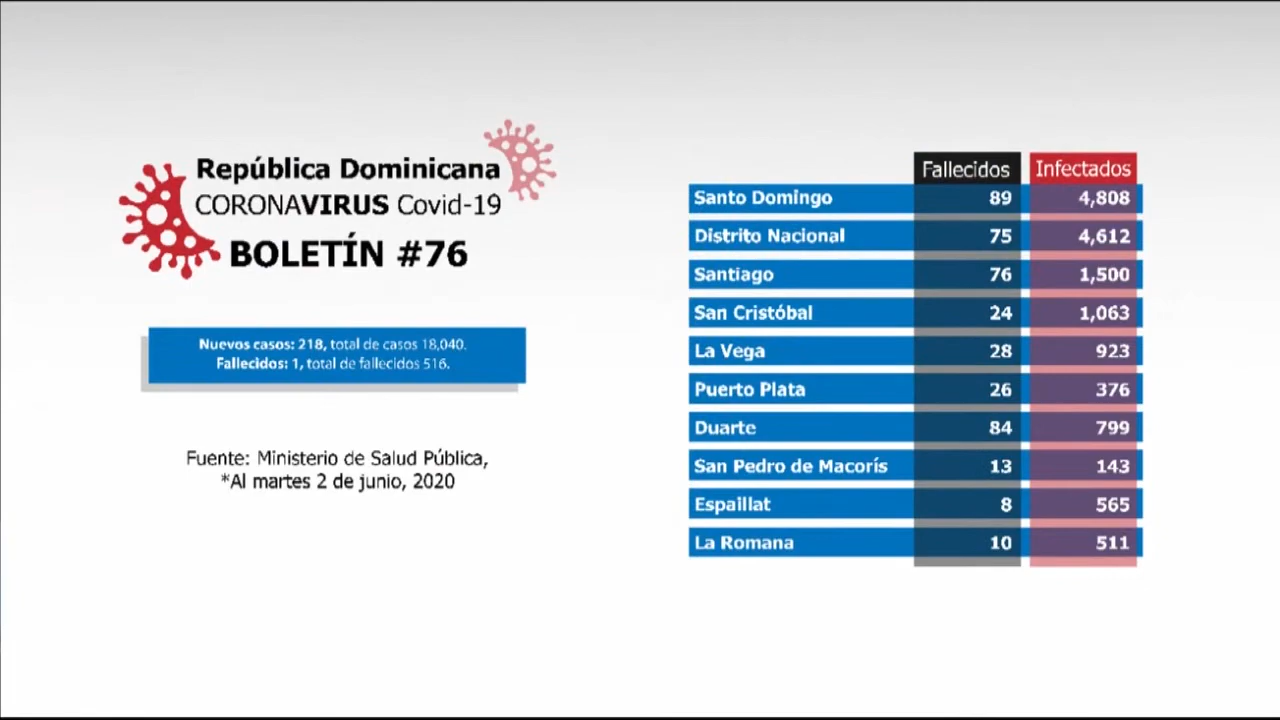 República Dominicana
CORONAVIRUS Covid-19
BOLETÍN #76
Nuevos casos: 218, total de casos 18,040.
Fallecidos: 1, total de fallecidos 516.
Fuente: Ministerio de Salud Pública,
*Al martes 2 de junio, 2020
Fallecidos Infectados
Santo Domingo 89 4,808
Distrito Nacional 75 4,612
Santiago 76 1,500
San Cristóbal 24 1,063
La Vega 28 923
Puerto Plata 26 376
Duarte 84 799
San Pedro de Macorís 13 143
Espaillat 8 565
La Romana 10 511